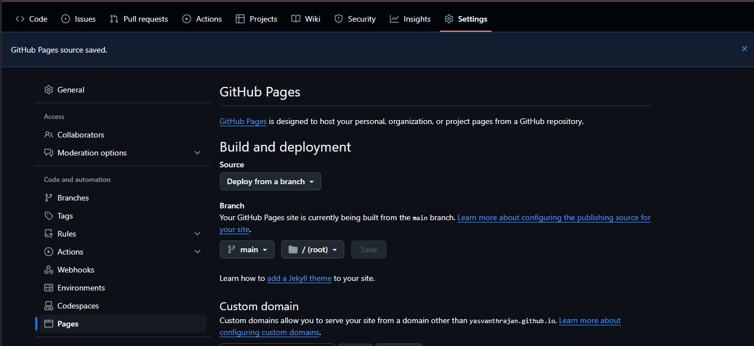 Code Issues Pull requests Actions Projects Wiki Security Insights Settings
GitHub Pages source saved.
General
Access
Collaborators
Moderation options
Code and automation
Branches
Tags
Rules
Actions
Webhooks
Environments
Codespaces
Pages
GitHub Pages
GitHub Pages is designed to host your personal, organization, or project pages from a GitHub repository.
Build and deployment
Source
Deploy from a branch
Branch
Your GitHub Pages site is currently being built from the main branch. Learn more about configuring the publishing source for
your site.
main / (root) Save
Learn how to add a Jekyll theme to your site.
Custom domain
Custom domains allow you to serve your site from a domain other than yasvanthrajan.github.io. Learn more about
configuring custom domains.